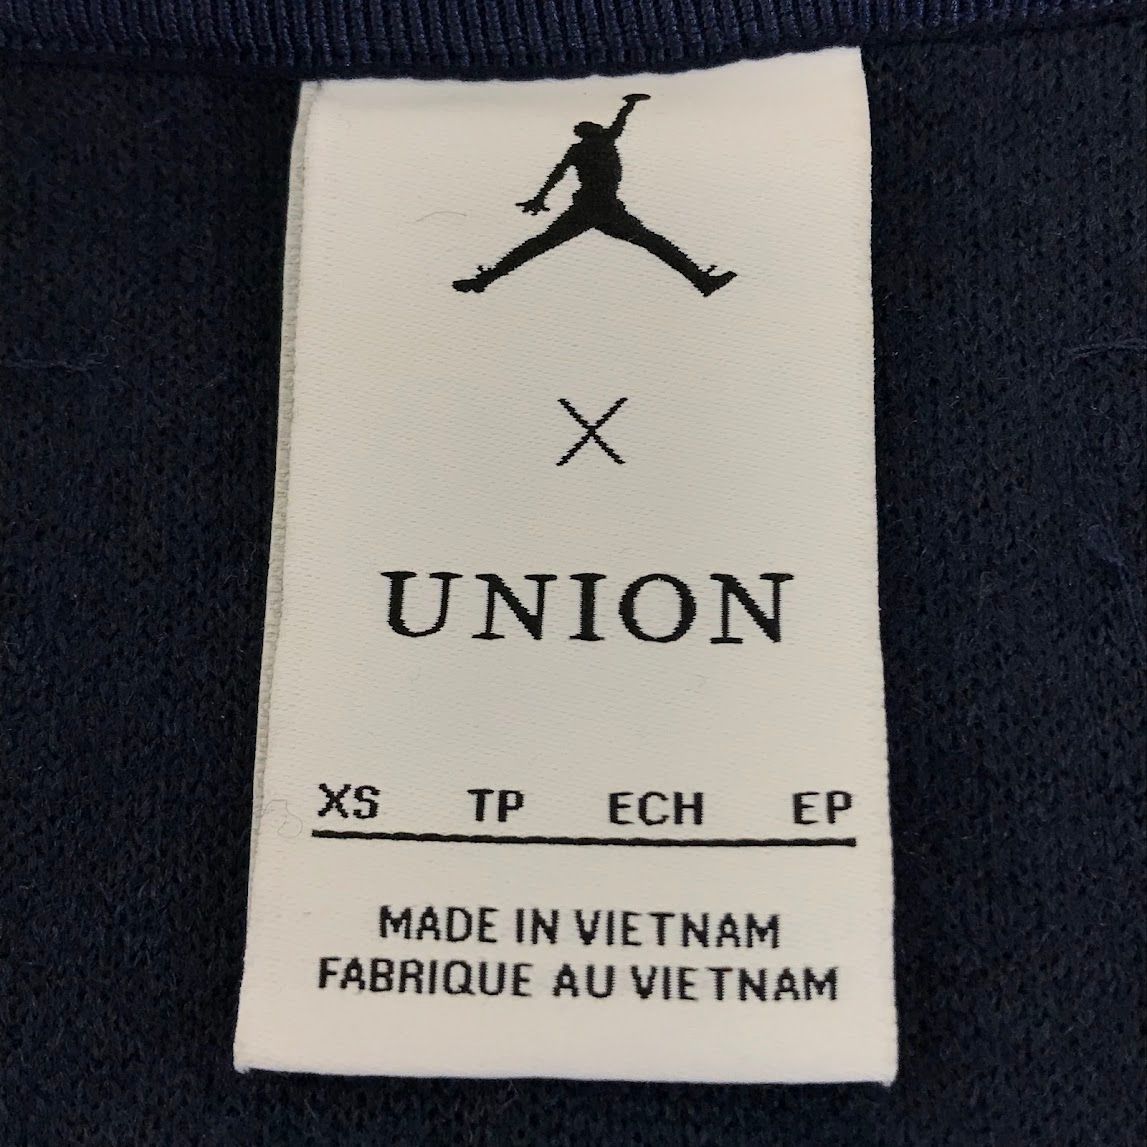 X
UNION
XS TP ECH EP
MADE IN VIETNAM
FABRIQUE AU VIETNAM